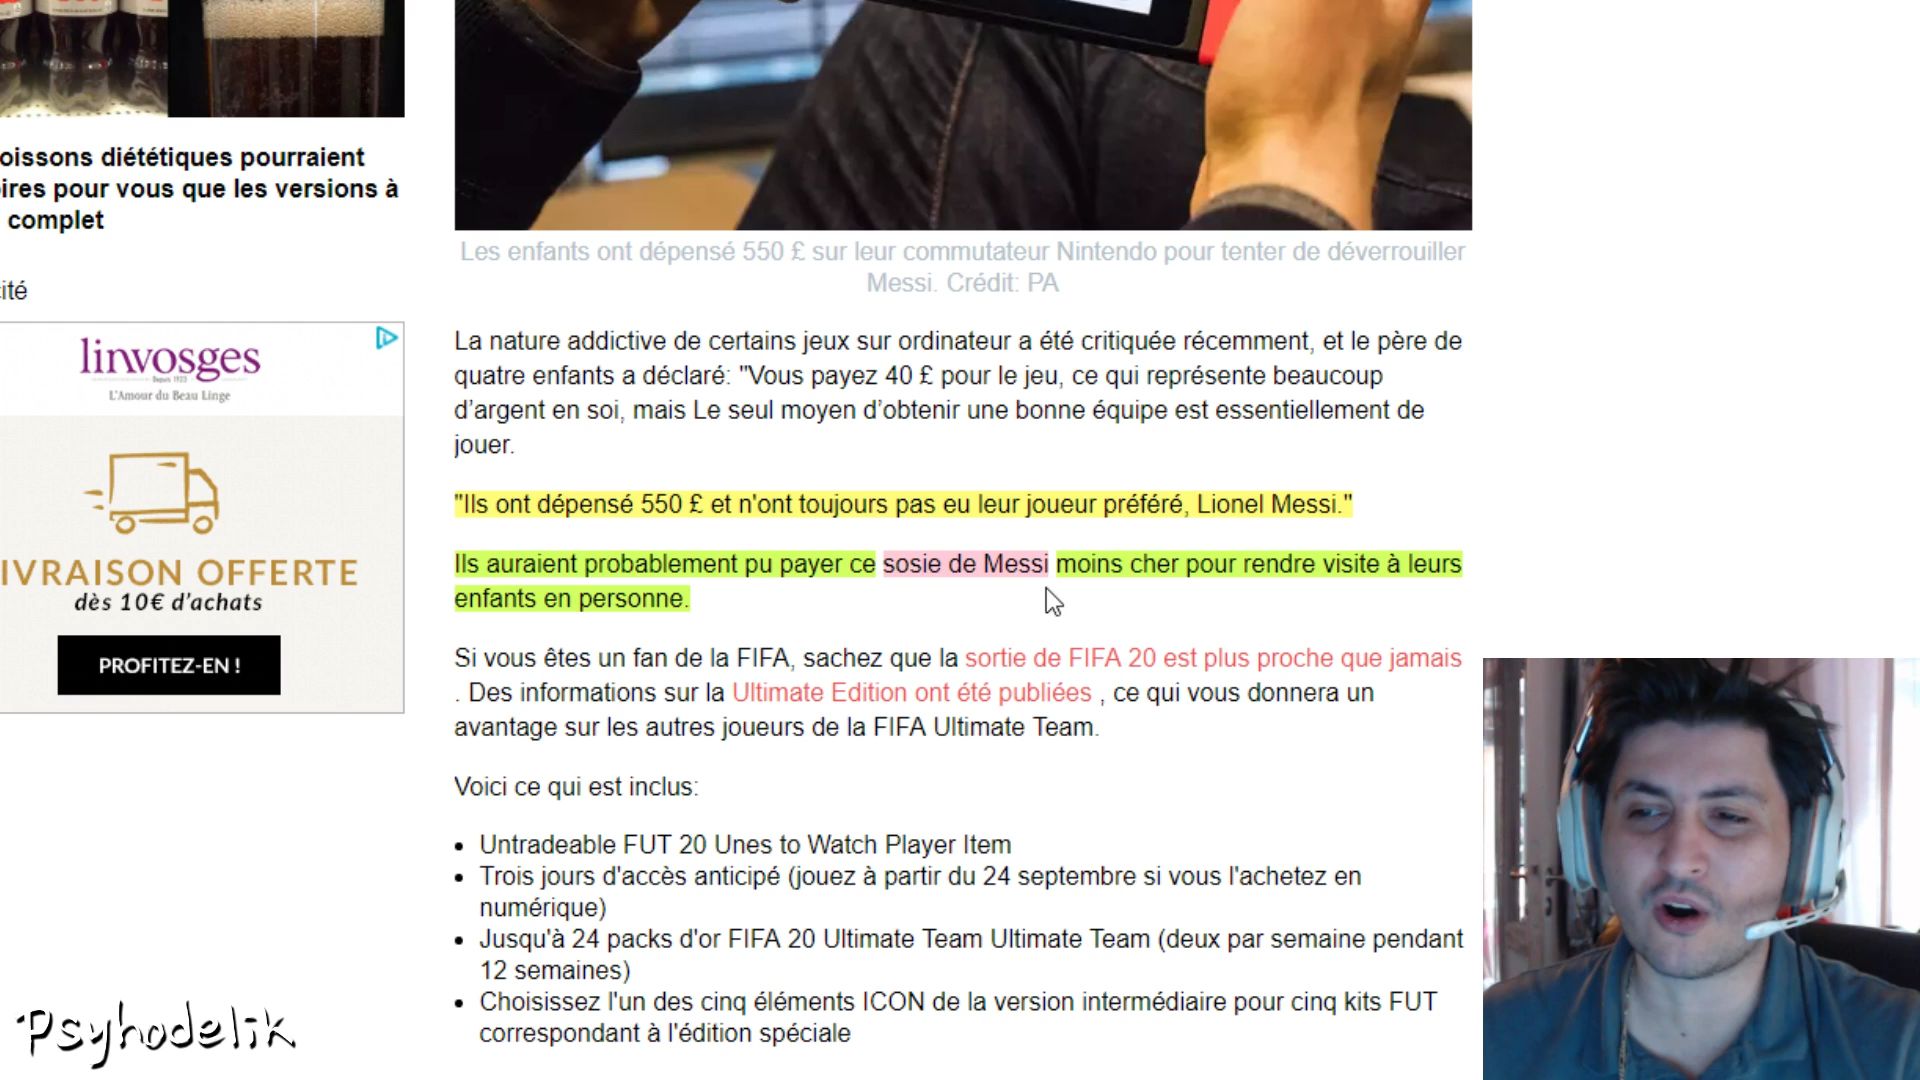 oissons diététiques pourraient
ires pour vous que les versions à
complet
ité
linvosges
Depuis 1923
L'Amour du Beau Linge
IVRAISON OFFERTE
dès 10€ d'achats
PROFITEZ-EN !
Les enfants ont dépensé 550 £ sur leur commutateur Nintendo pour tenter de déverrouiller
Messi. Crédit: PA
La nature addictive de certains jeux sur ordinateur a été critiquée récemment, et le père de
quatre enfants a déclaré: "Vous payez 40 £ pour le jeu, ce qui représente beaucoup
d’argent en soi, mais Le seul moyen d’obtenir une bonne équipe est essentiellement de
jouer.
"Ils ont dépensé 550 £ et n'ont toujours pas eu leur joueur préféré, Lionel Messi."
Ils auraient probablement pu payer ce sosie de Messi moins cher pour rendre visite à leurs
enfants en personne.
Si vous êtes un fan de la FIFA, sachez que la sortie de FIFA 20 est plus proche que jamais
. Des informations sur la Ultimate Edition ont été publiées , ce qui vous donnera un
avantage sur les autres joueurs de la FIFA Ultimate Team.
Voici ce qui est inclus:
• Untradeable FUT 20 Unes to Watch Player Item
• Trois jours d'accès anticipé (jouez à partir du 24 septembre si vous l'achetez en
numérique)
• Jusqu'à 24 packs d'or FIFA 20 Ultimate Team Ultimate Team (deux par semaine pendant
12 semaines)
• Choisissez l'un des cinq éléments ICON de la version intermédiaire pour cinq kits FUT
correspondant à l'édition spéciale
Psyhodelik